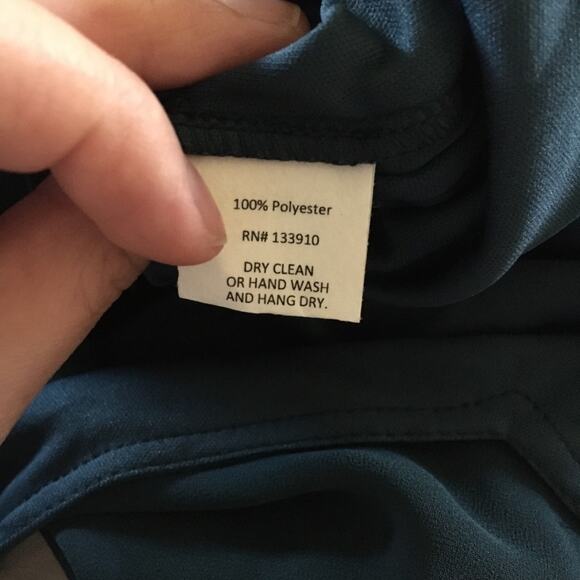 100% Polyester
RN# 133910
DRY CLEAN
OR HAND WASH
AND HANG DRY.